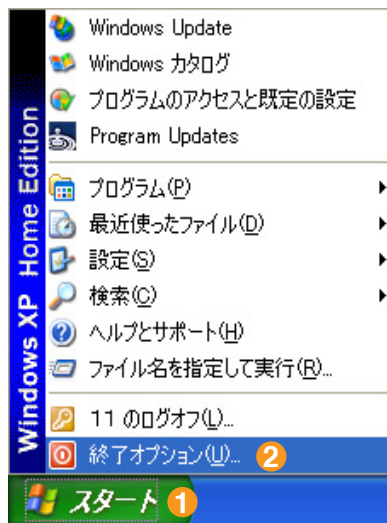 Windows Update
Windows カタログ
プログラムのアクセスと既定の設定
Program Updates
プログラム(P)
最近使ったファイル(D)
設定(S)
検索(C)
ヘルプとサポート(H)
ファイル名を指定して実行(R)...
11 のログオフ(L)...
終了オプション(U)... 2
Windows XP Home Edition
スタート 1